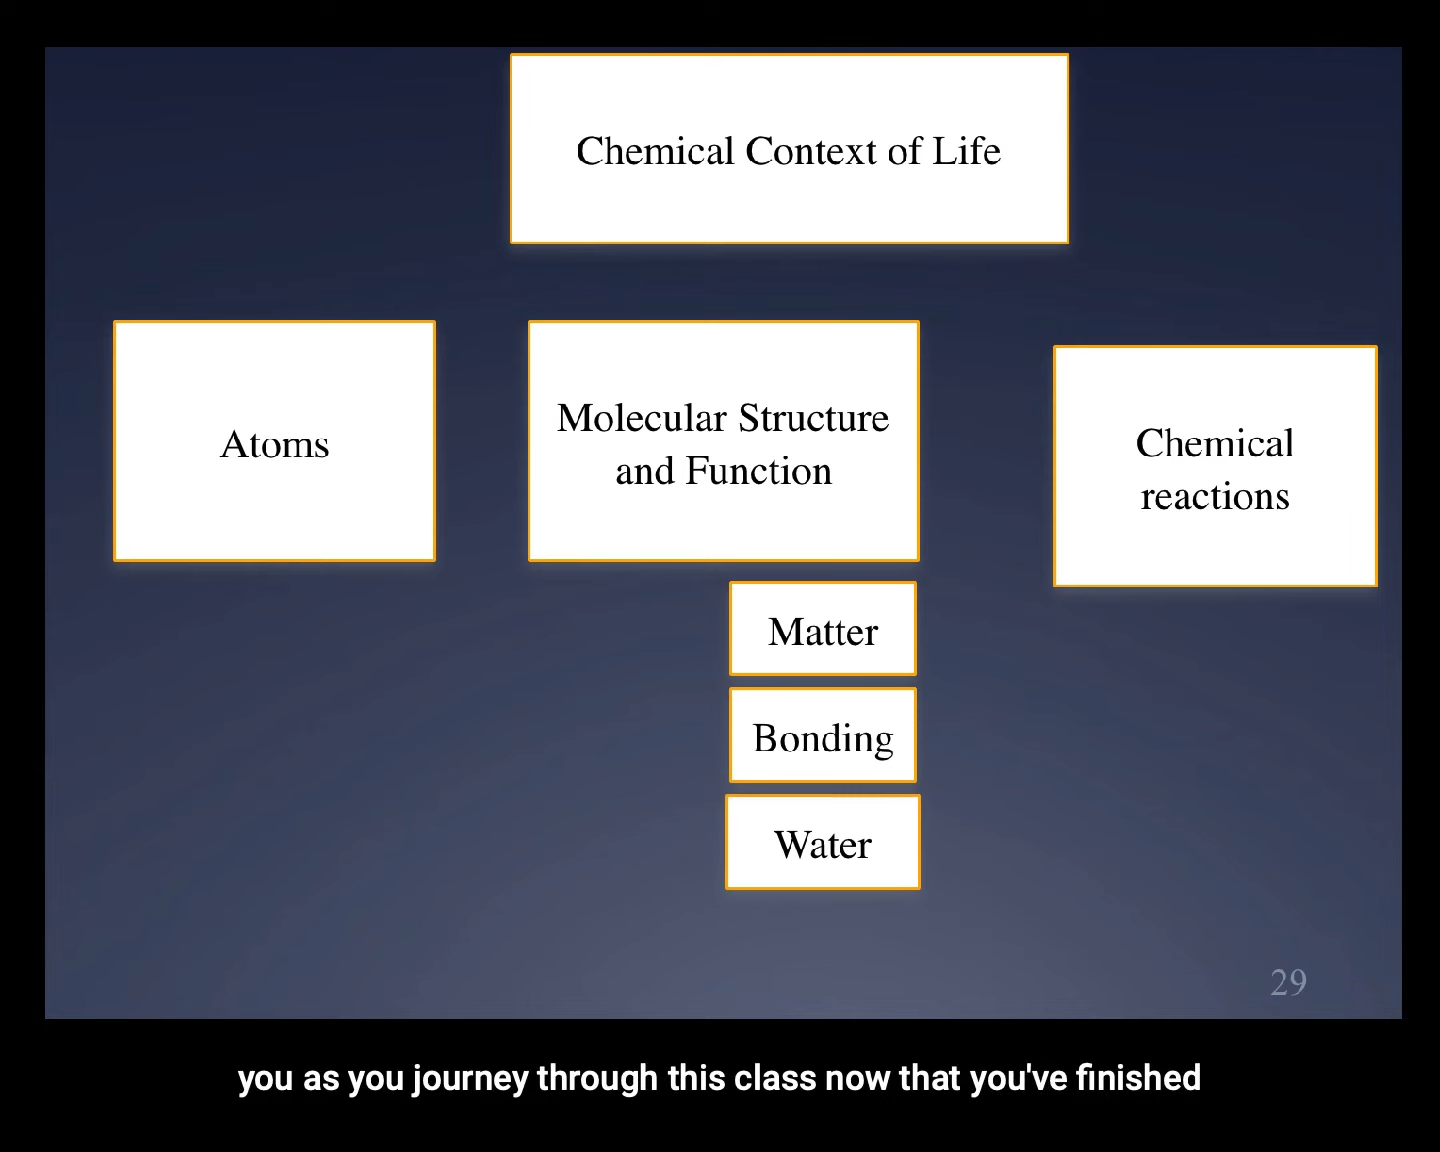 Chemical Context of Life
Atoms
Molecular Structure
and Function
Chemical
reactions
Matter
Bonding
Water
29
you as you journey through this class now that you've finished